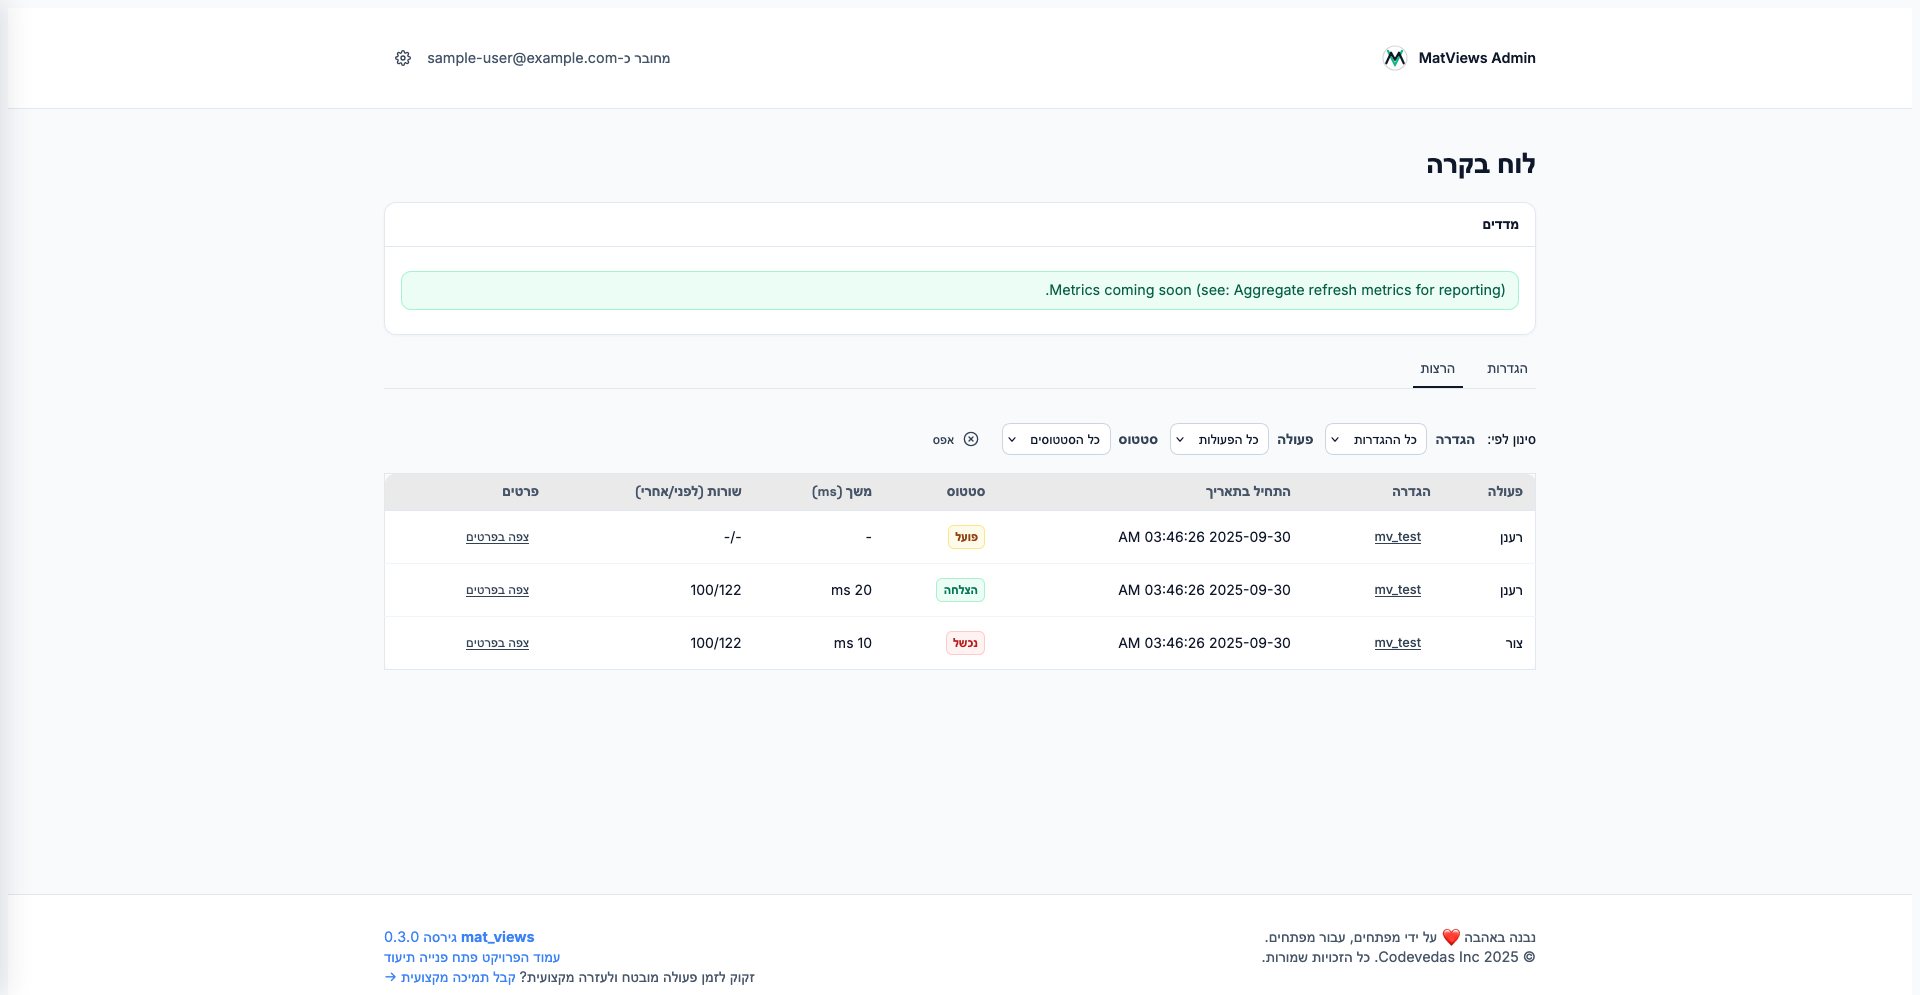 MatViews Admin
מחובר כ-sample-user@example.com
לוח בקרה
מדדים
Metrics coming soon (see: Aggregate refresh metrics for reporting).
הגדרות
הרצות
סינון לפי: הגדרה כל ההגדרות פעולה כל הפעולות סטטוס כל הסטטוסים אפס
פעולה הגדרה התחיל בתאריך סטטוס משך (ms) שורות (לפני/אחרי) פרטים
רענן mv_test 2025-09-30 03:46:26 AM פועל - -/- צפה בפרטים
רענן mv_test 2025-09-30 03:46:26 AM הצלחה 20 ms 100/122 צפה בפרטים
צור mv_test 2025-09-30 03:46:26 AM נכשל 10 ms 100/122 צפה בפרטים
נבנה באהבה ❤️ על ידי מפתחים, עבור מפתחים.
© 2025 Codevedas Inc. כל הזכויות שמורות.
mat_views גירסה 0.3.0
עמוד הפרויקט פתח פנייה תיעוד
זקוק לזמן פעולה מובטח ולעזרה מקצועית? קבל תמיכה מקצועית →